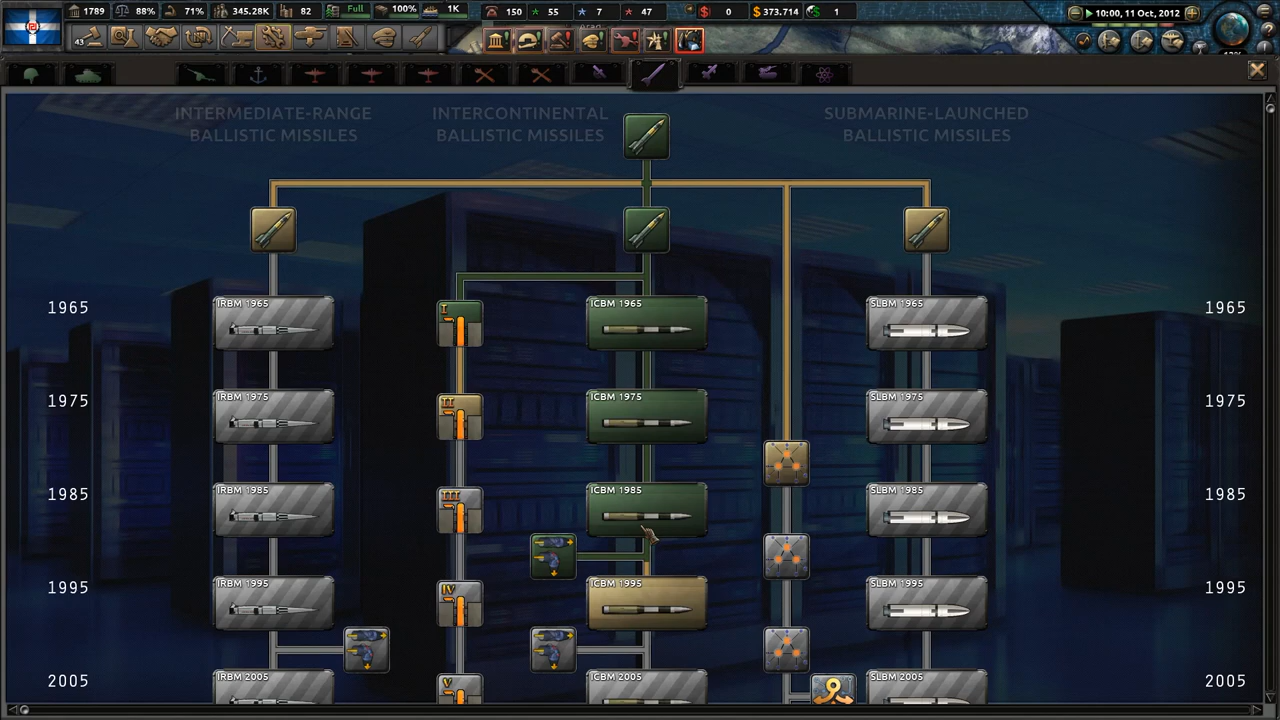 1789 88% 71% 345.28K 82 Full 100% 1K 150 55 7 47 0 $ 373.714 1 10:00, 11 Oct, 2012
43
INTERMEDIATE-RANGE
BALLISTIC MISSILES
INTERCONTINENTAL
BALLISTIC MISSILES
SUBMARINE-LAUNCHED
BALLISTIC MISSILES
1965 IRBM 1965 I ICBM 1965 SLBM 1965 1965
1975 IRBM 1975 II ICBM 1975 SLBM 1975 1975
1985 IRBM 1985 III ICBM 1985 SLBM 1985 1985
1995 IRBM 1995 IV ICBM 1995 SLBM 1995 1995
2005 IRBM 2005 V ICBM 2005 SLBM 2005 2005